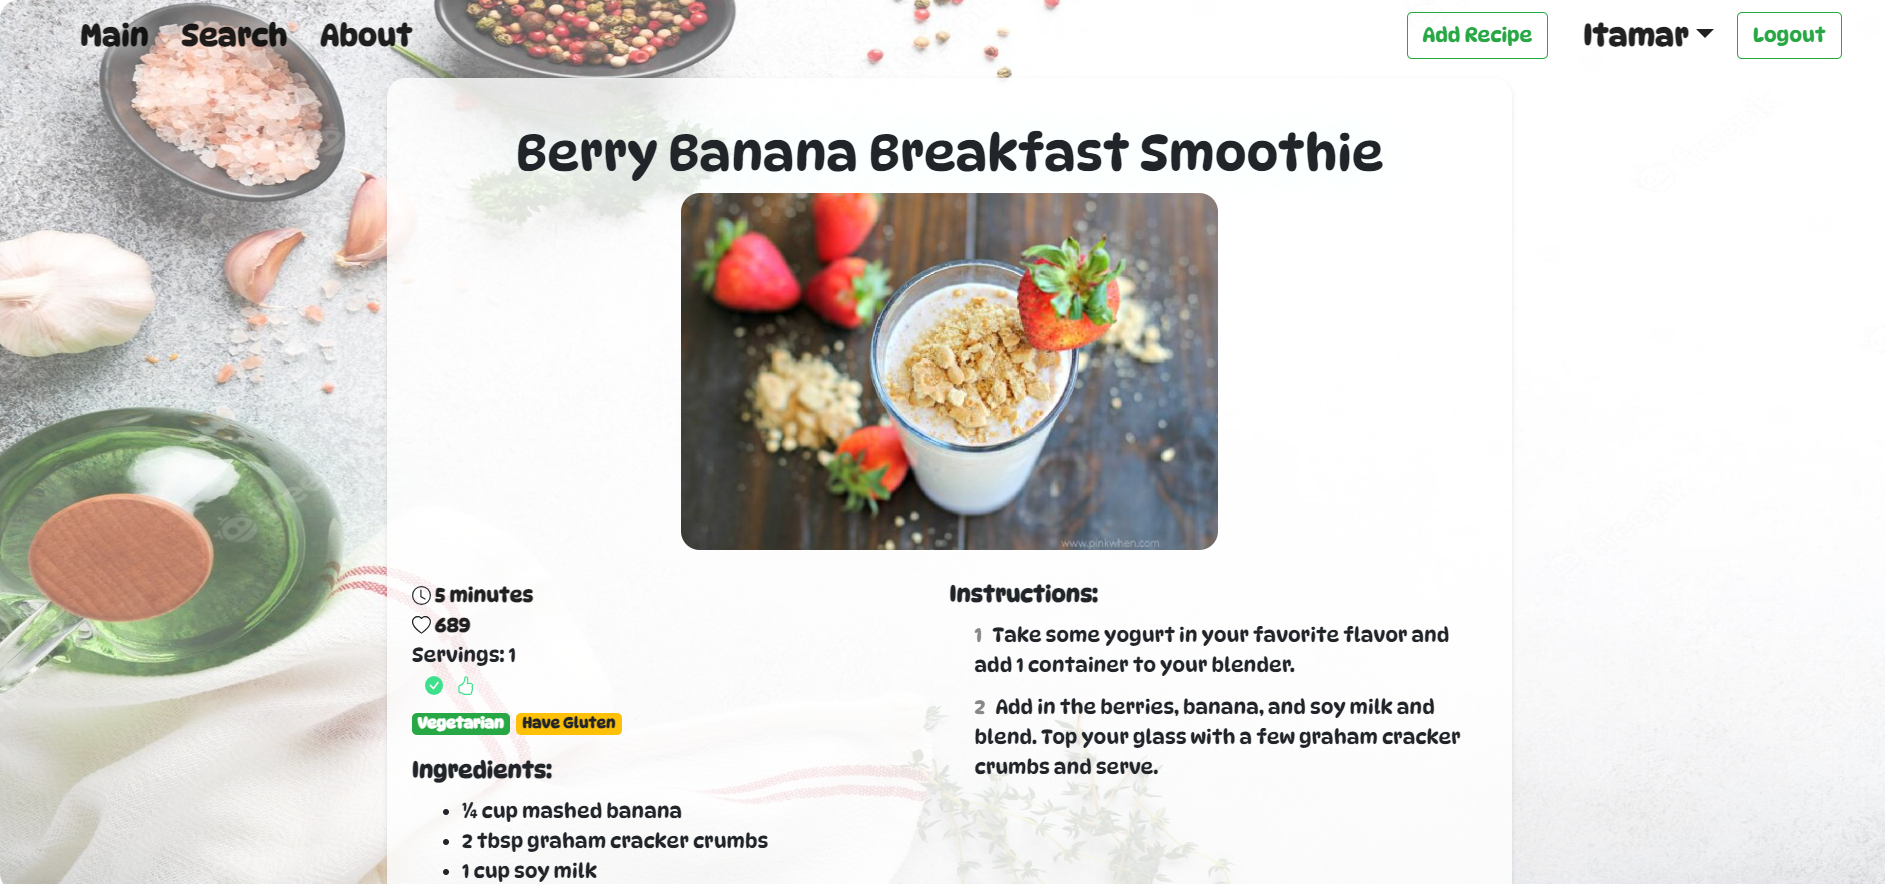 Main Search About Add Recipe Itamar Logout
Berry Banana Breakfast Smoothie
www.pinkwhen.com
5 minutes
689
Servings: 1
Vegetarian Have Gluten
Ingredients:
• ¼ cup mashed banana
• 2 tbsp graham cracker crumbs
• 1 cup soy milk
Instructions:
1 Take some yogurt in your favorite flavor and
add 1 container to your blender.
2 Add in the berries, banana, and soy milk and
blend. Top your glass with a few graham cracker
crumbs and serve.